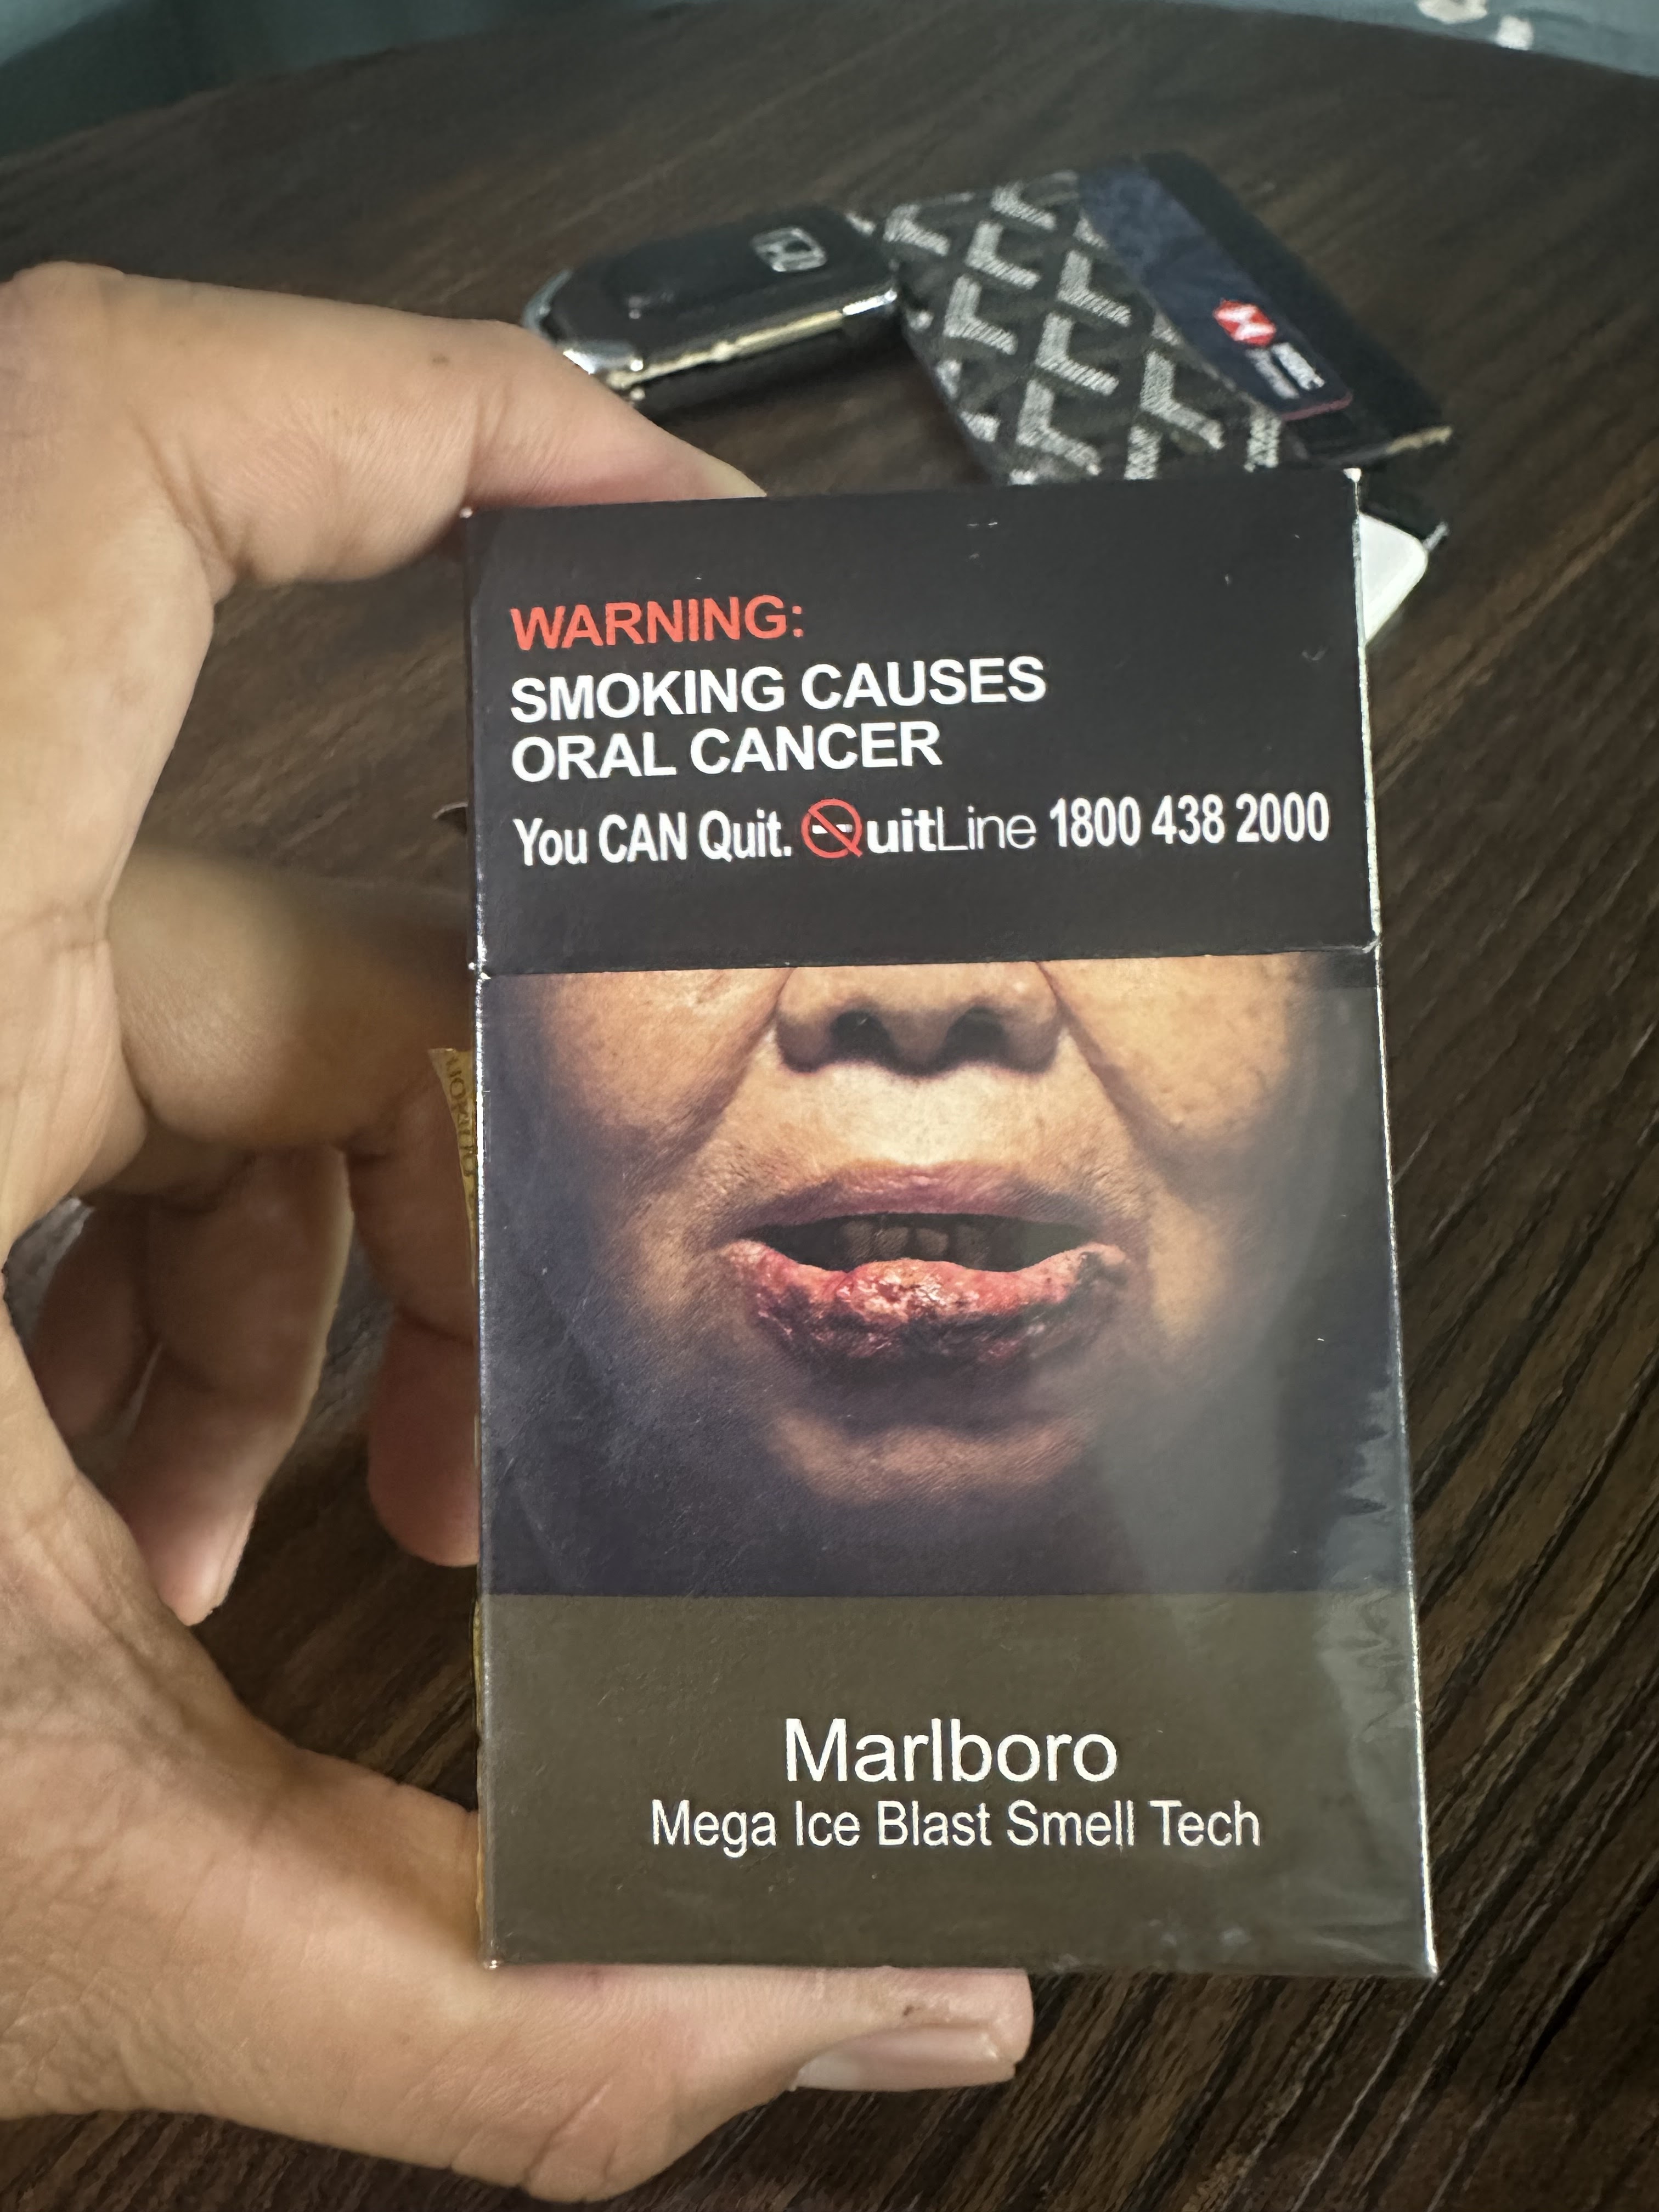 WARNING:
SMOKING CAUSES
ORAL CANCER
You CAN Quit. QuitLine 1800 438 2000
Marlboro
Mega Ice Blast Smell Tech